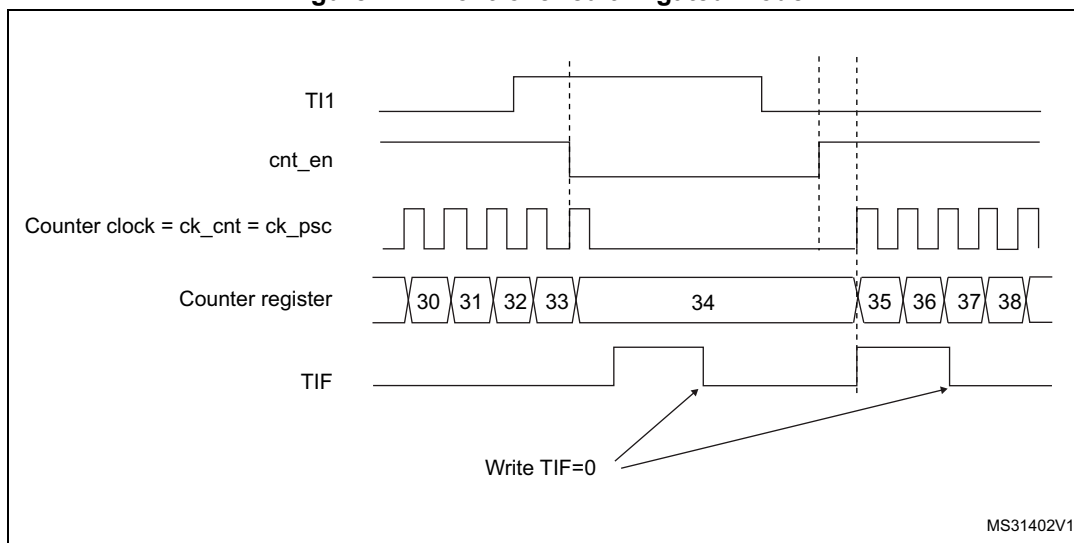 TI1
cnt_en
Counter clock = ck_cnt = ck_psc
Counter register
30 31 32 33 34 35 36 37 38
TIF
Write TIF=0
MS31402V1